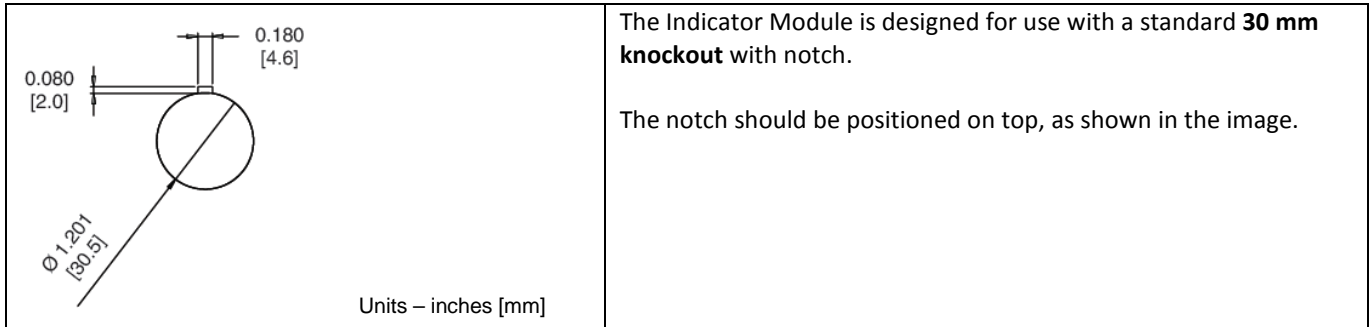 0.180
[4.6]
0.080
[2.0]
Ø 1.201
[30.5]
Units – inches [mm]
The Indicator Module is designed for use with a standard 30 mm
knockout with notch.
The notch should be positioned on top, as shown in the image.